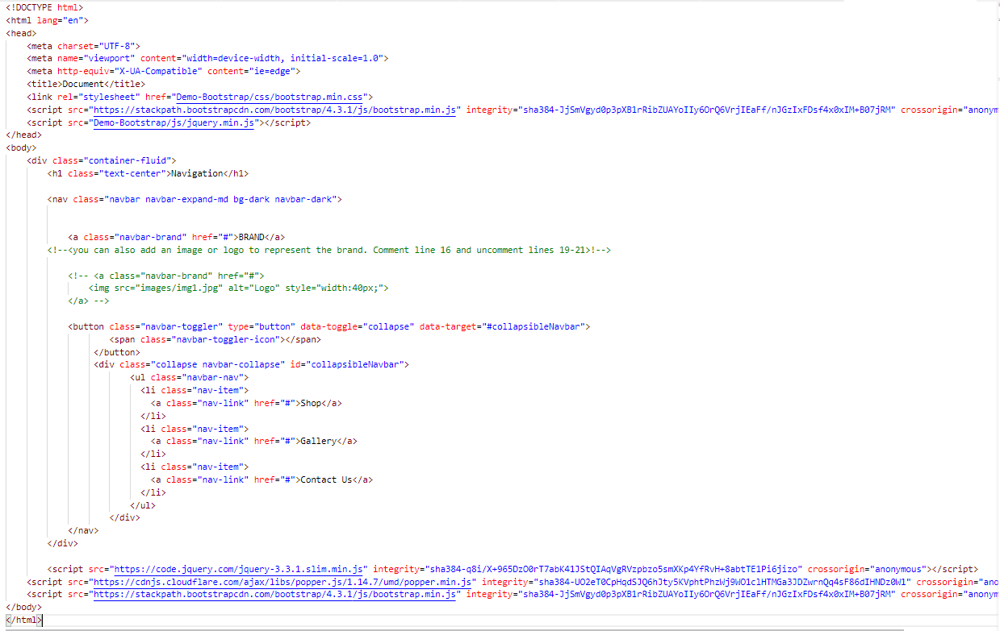 <!DOCTYPE html>
<html lang="en">
<head>
<meta charset="UTF-8">
<meta name="viewport" content="width=device-width, initial-scale=1.0">
<meta http-equiv="X-UA-Compatible" content="ie=edge">
<title>Document</title>
<link rel="stylesheet" href="Demo-Bootstrap/css/bootstrap.min.css">
<script src="https://stackpath.bootstrapcdn.com/bootstrap/4.3.1/js/bootstrap.min.js" integrity="sha384-JjSmVgyd0p3pXB1rRibZUAYoIIy6OrQ6VrjIEaFf/nJGzIxFDsf4x0xIM+B07jRM" crossorigin="anonym
<script src="Demo-Bootstrap/js/jquery.min.js"></script>
</head>
<body>
<div class="container-fluid">
<h1 class="text-center">Navigation</h1>
<nav class="navbar navbar-expand-md bg-dark navbar-dark">
<a class="navbar-brand" href="#">BRAND</a>
<!--<you can also add an image or logo to represent the brand. Comment line 16 and uncomment lines 19-21>!-->
<!-- <a class="navbar-brand" href="#">
<img src="images/img1.jpg" alt="Logo" style="width:40px;">
</a> -->
<button class="navbar-toggler" type="button" data-toggle="collapse" data-target="#collapsibleNavbar">
<span class="navbar-toggler-icon"></span>
</button>
<div class="collapse navbar-collapse" id="collapsibleNavbar">
<ul class="navbar-nav">
<li class="nav-item">
<a class="nav-link" href="#">Shop</a>
</li>
<li class="nav-item">
<a class="nav-link" href="#">Gallery</a>
</li>
<li class="nav-item">
<a class="nav-link" href="#">Contact Us</a>
</li>
</ul>
</div>
</nav>
</div>
<script src="https://code.jquery.com/jquery-3.3.1.slim.min.js" integrity="sha384-q8i/X+965DzO0rT7abK41JStQIAqVgRVzpbzo5smXKp4YfRvH+8abtTE1Pi6jizo" crossorigin="anonymous"></script>
<script src="https://cdnjs.cloudflare.com/ajax/libs/popper.js/1.14.7/umd/popper.min.js" integrity="sha384-UO2eT0CpHqdSJQ6hJty5KVphtPhzWj9WO1clHTMGa3JDZwrnQq4sF86dIHNDz0W1" crossorigin="ano
<script src="https://stackpath.bootstrapcdn.com/bootstrap/4.3.1/js/bootstrap.min.js" integrity="sha384-JjSmVgyd0p3pXB1rRibZUAYoIIy6OrQ6VrjIEaFf/nJGzIxFDsf4x0xIM+B07jRM" crossorigin="anonym
</body>
</html>